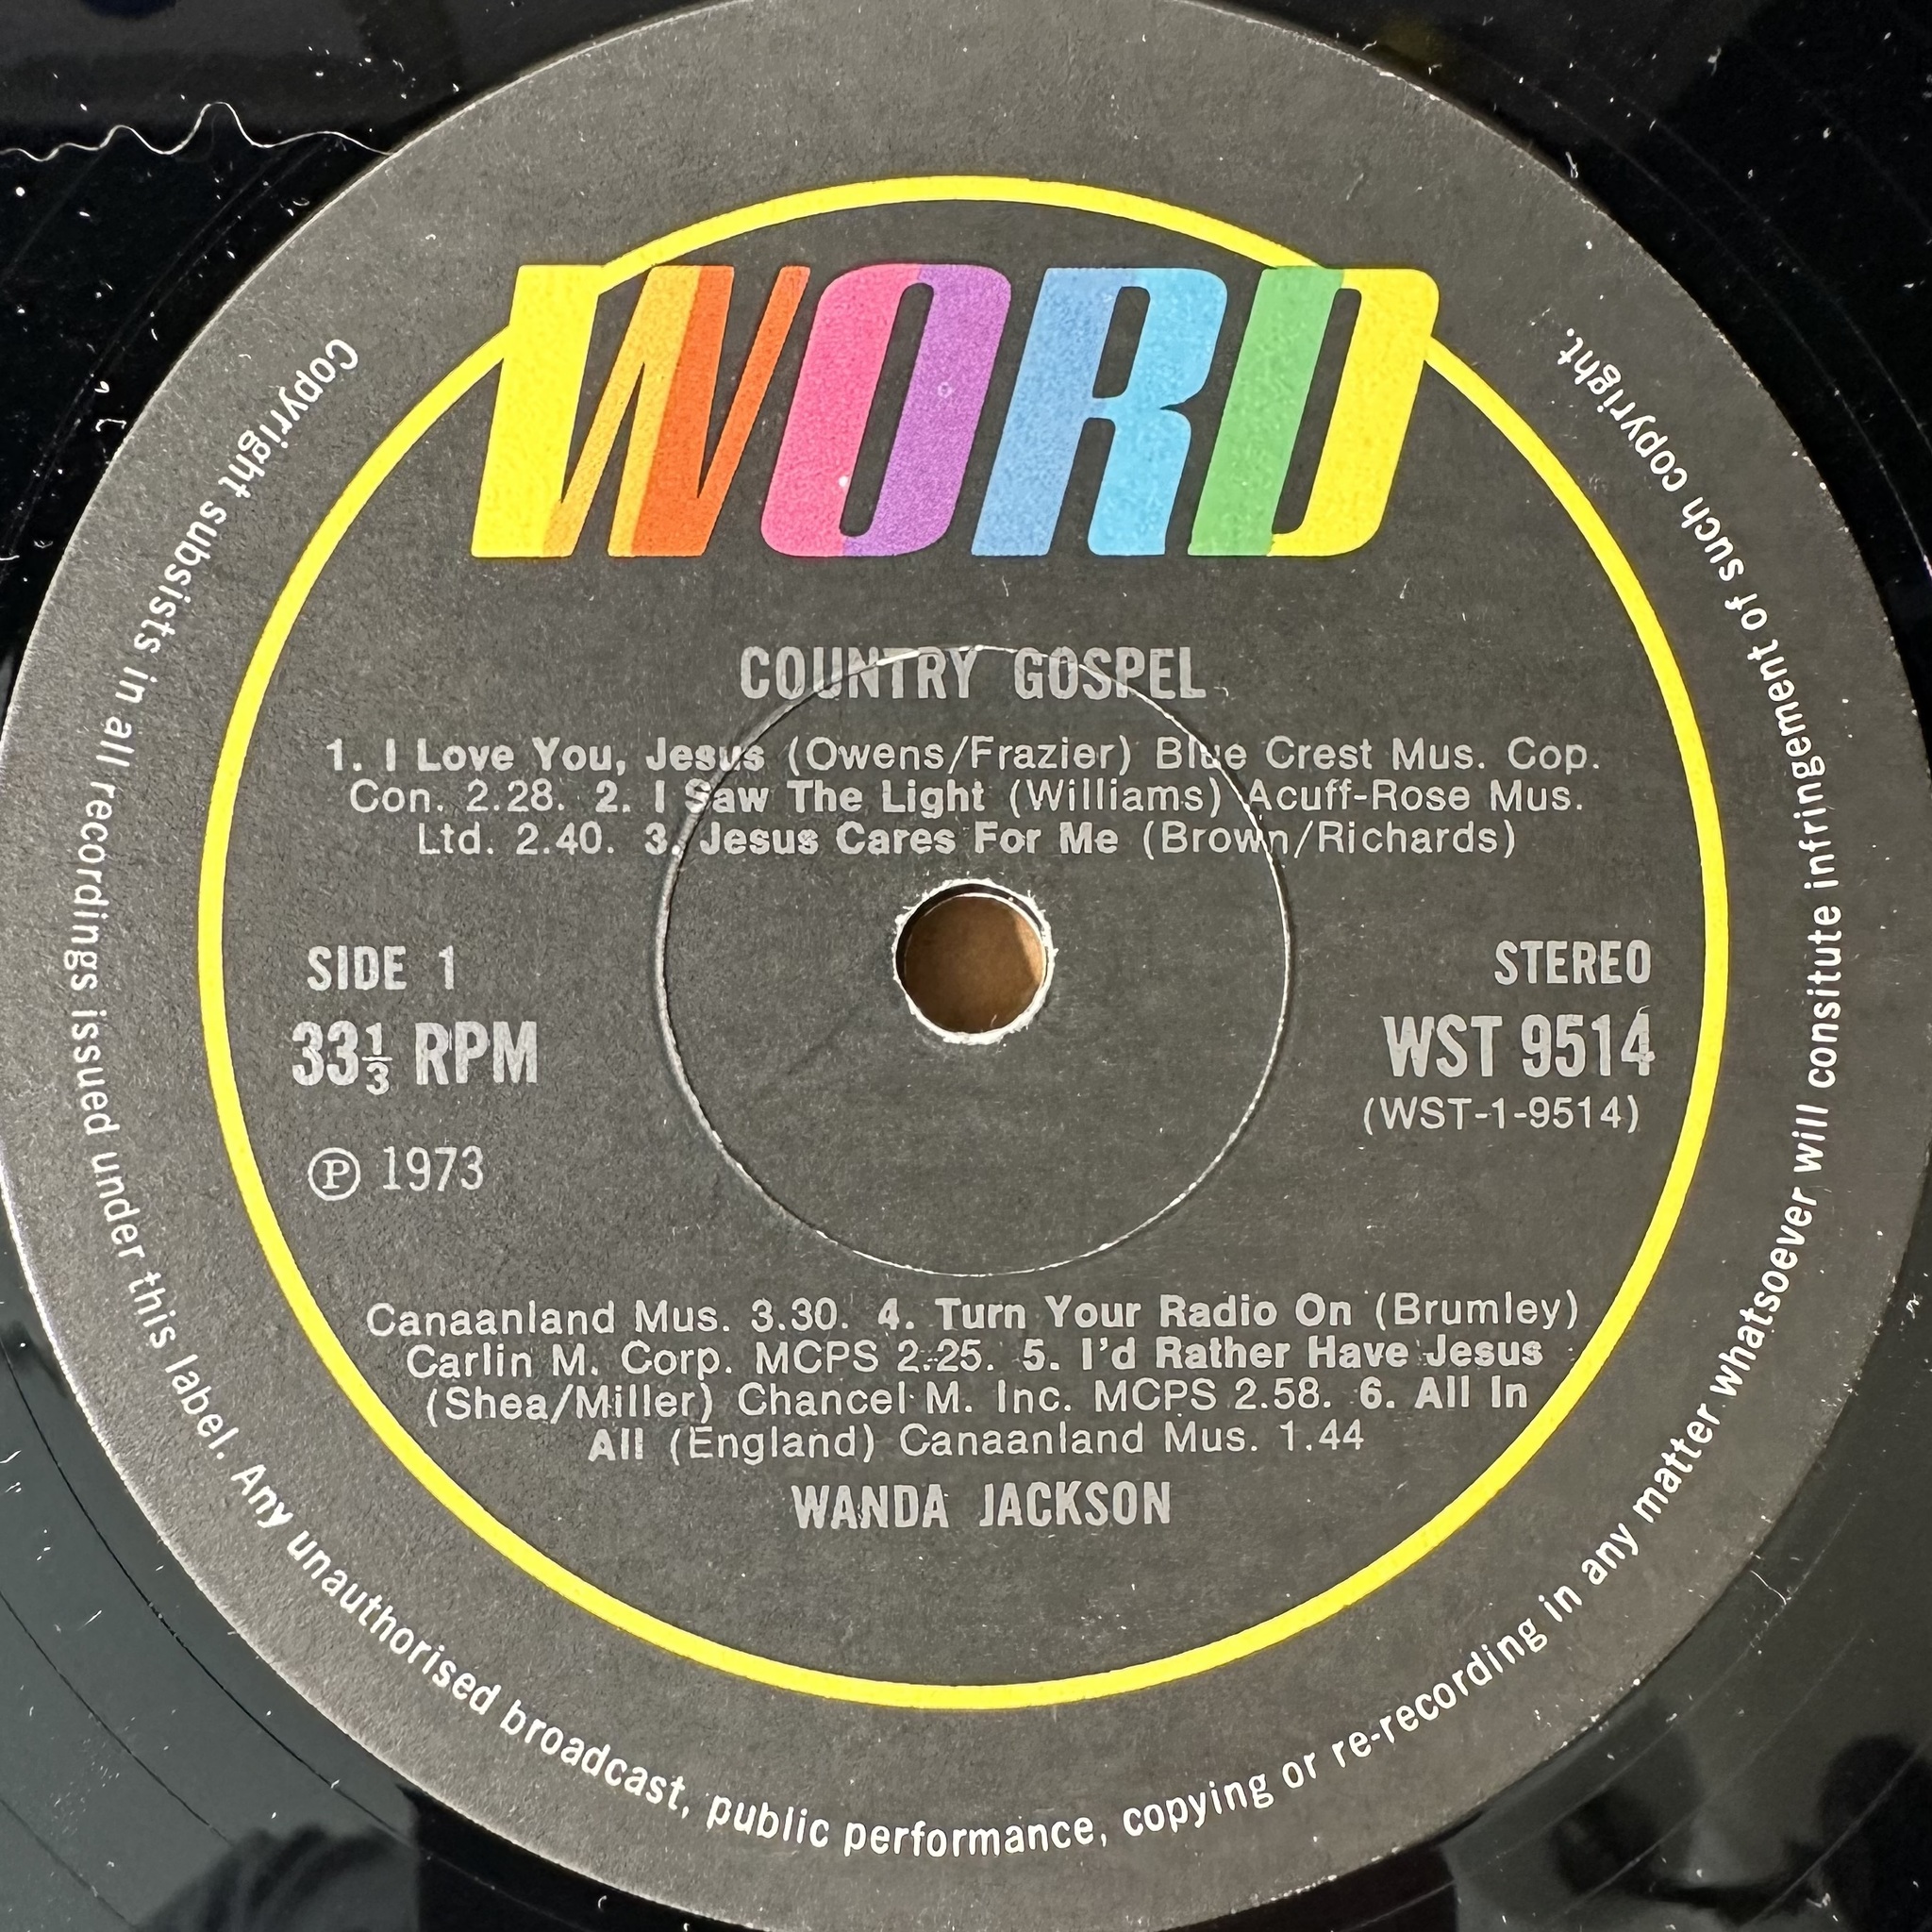 WORD
COUNTRY GOSPEL
1. I Love You, Jesus (Owens/Frazier) Blue Crest Mus. Cop.
Con. 2.28. 2. I Saw The Light (Williams) Acuff-Rose Mus.
Ltd. 2.40. 3. Jesus Cares For Me (Brown/Richards)
SIDE 1
33⅓ RPM
℗ 1973
STEREO
WST 9514
(WST-1-9514)
Canaanland Mus. 3.30. 4. Turn Your Radio On (Brumley)
Carlin M. Corp. MCPS 2.25. 5. I'd Rather Have Jesus
(Shea/Miller) Chancel M. Inc. MCPS 2.58. 6. All In
All (England) Canaanland Mus. 1.44
WANDA JACKSON
Copyright subsists in all recordings issued under this label. Any unauthorised broadcast, public performance, copying or re-recording in any matter whatsoever will consitute infringement of such copyright.